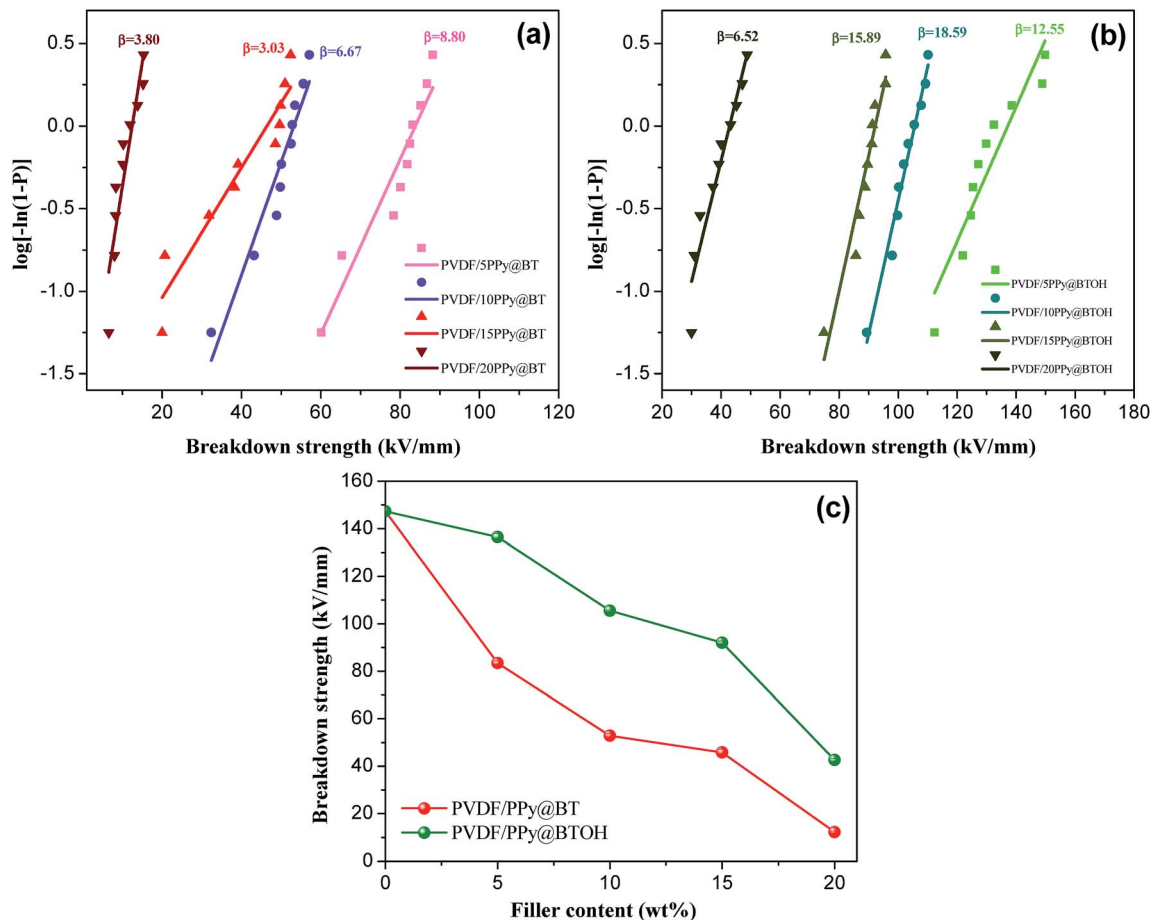 (a)
β=3.80
β=3.03
β=6.67
β=8.80
0.5
0.0
-0.5
-1.0
-1.5
log[-ln(1-P)]
PVDF/5PPy@BT
PVDF/10PPy@BT
PVDF/15PPy@BT
PVDF/20PPy@BT
20 40 60 80 100 120
Breakdown strength (kV/mm)
(b)
β=6.52
β=15.89
β=18.59
β=12.55
0.5
0.0
-0.5
-1.0
-1.5
log[-ln(1-P)]
PVDF/5PPy@BTOH
PVDF/10PPy@BTOH
PVDF/15PPy@BTOH
PVDF/20PPy@BTOH
20 40 60 80 100 120 140 160 180
Breakdown strength (kV/mm)
(c)
160
140
120
100
80
60
40
20
0
Breakdown strength (kV/mm)
PVDF/PPy@BT
PVDF/PPy@BTOH
0 5 10 15 20
Filler content (wt%)